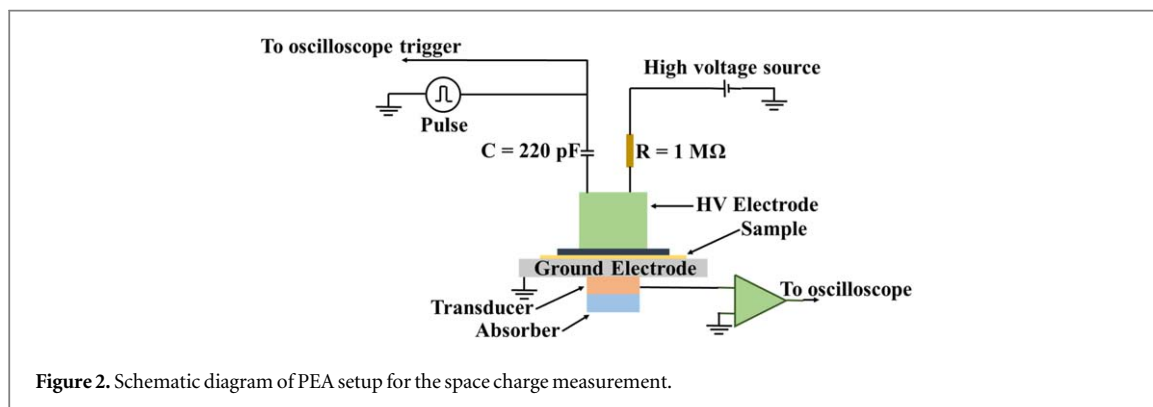 To oscilloscope trigger
High voltage source
Pulse
C = 220 pF
R = 1 MΩ
HV Electrode
Sample
Ground Electrode
To oscilloscope
Transducer
Absorber
Figure 2. Schematic diagram of PEA setup for the space charge measurement.